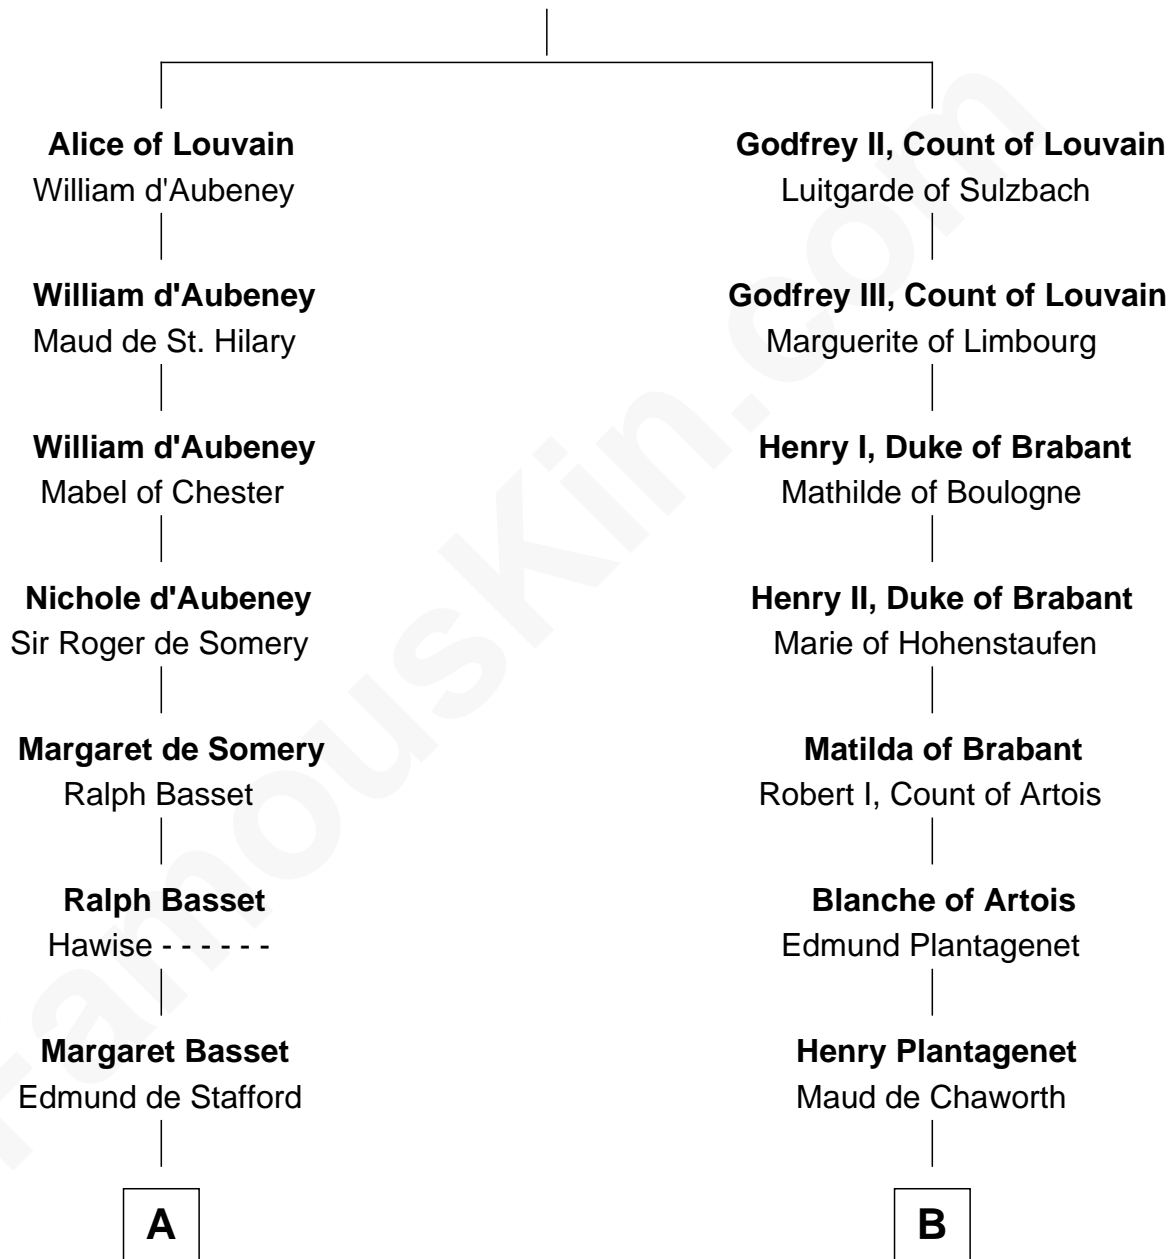 Alice of Louvain
William d'Aubeney
William d'Aubeney
Maud de St. Hilary
William d'Aubeney
Mabel of Chester
Nichole d'Aubeney
Sir Roger de Somery
Margaret de Somery
Ralph Basset
Ralph Basset
Hawise - - - - - -
Margaret Basset
Edmund de Stafford
A
Godfrey II, Count of Louvain
Luitgarde of Sulzbach
Godfrey III, Count of Louvain
Marguerite of Limbourg
Henry I, Duke of Brabant
Mathilde of Boulogne
Henry II, Duke of Brabant
Marie of Hohenstaufen
Matilda of Brabant
Robert I, Count of Artois
Blanche of Artois
Edmund Plantagenet
Henry Plantagenet
Maud de Chaworth
B
FamousKin.com